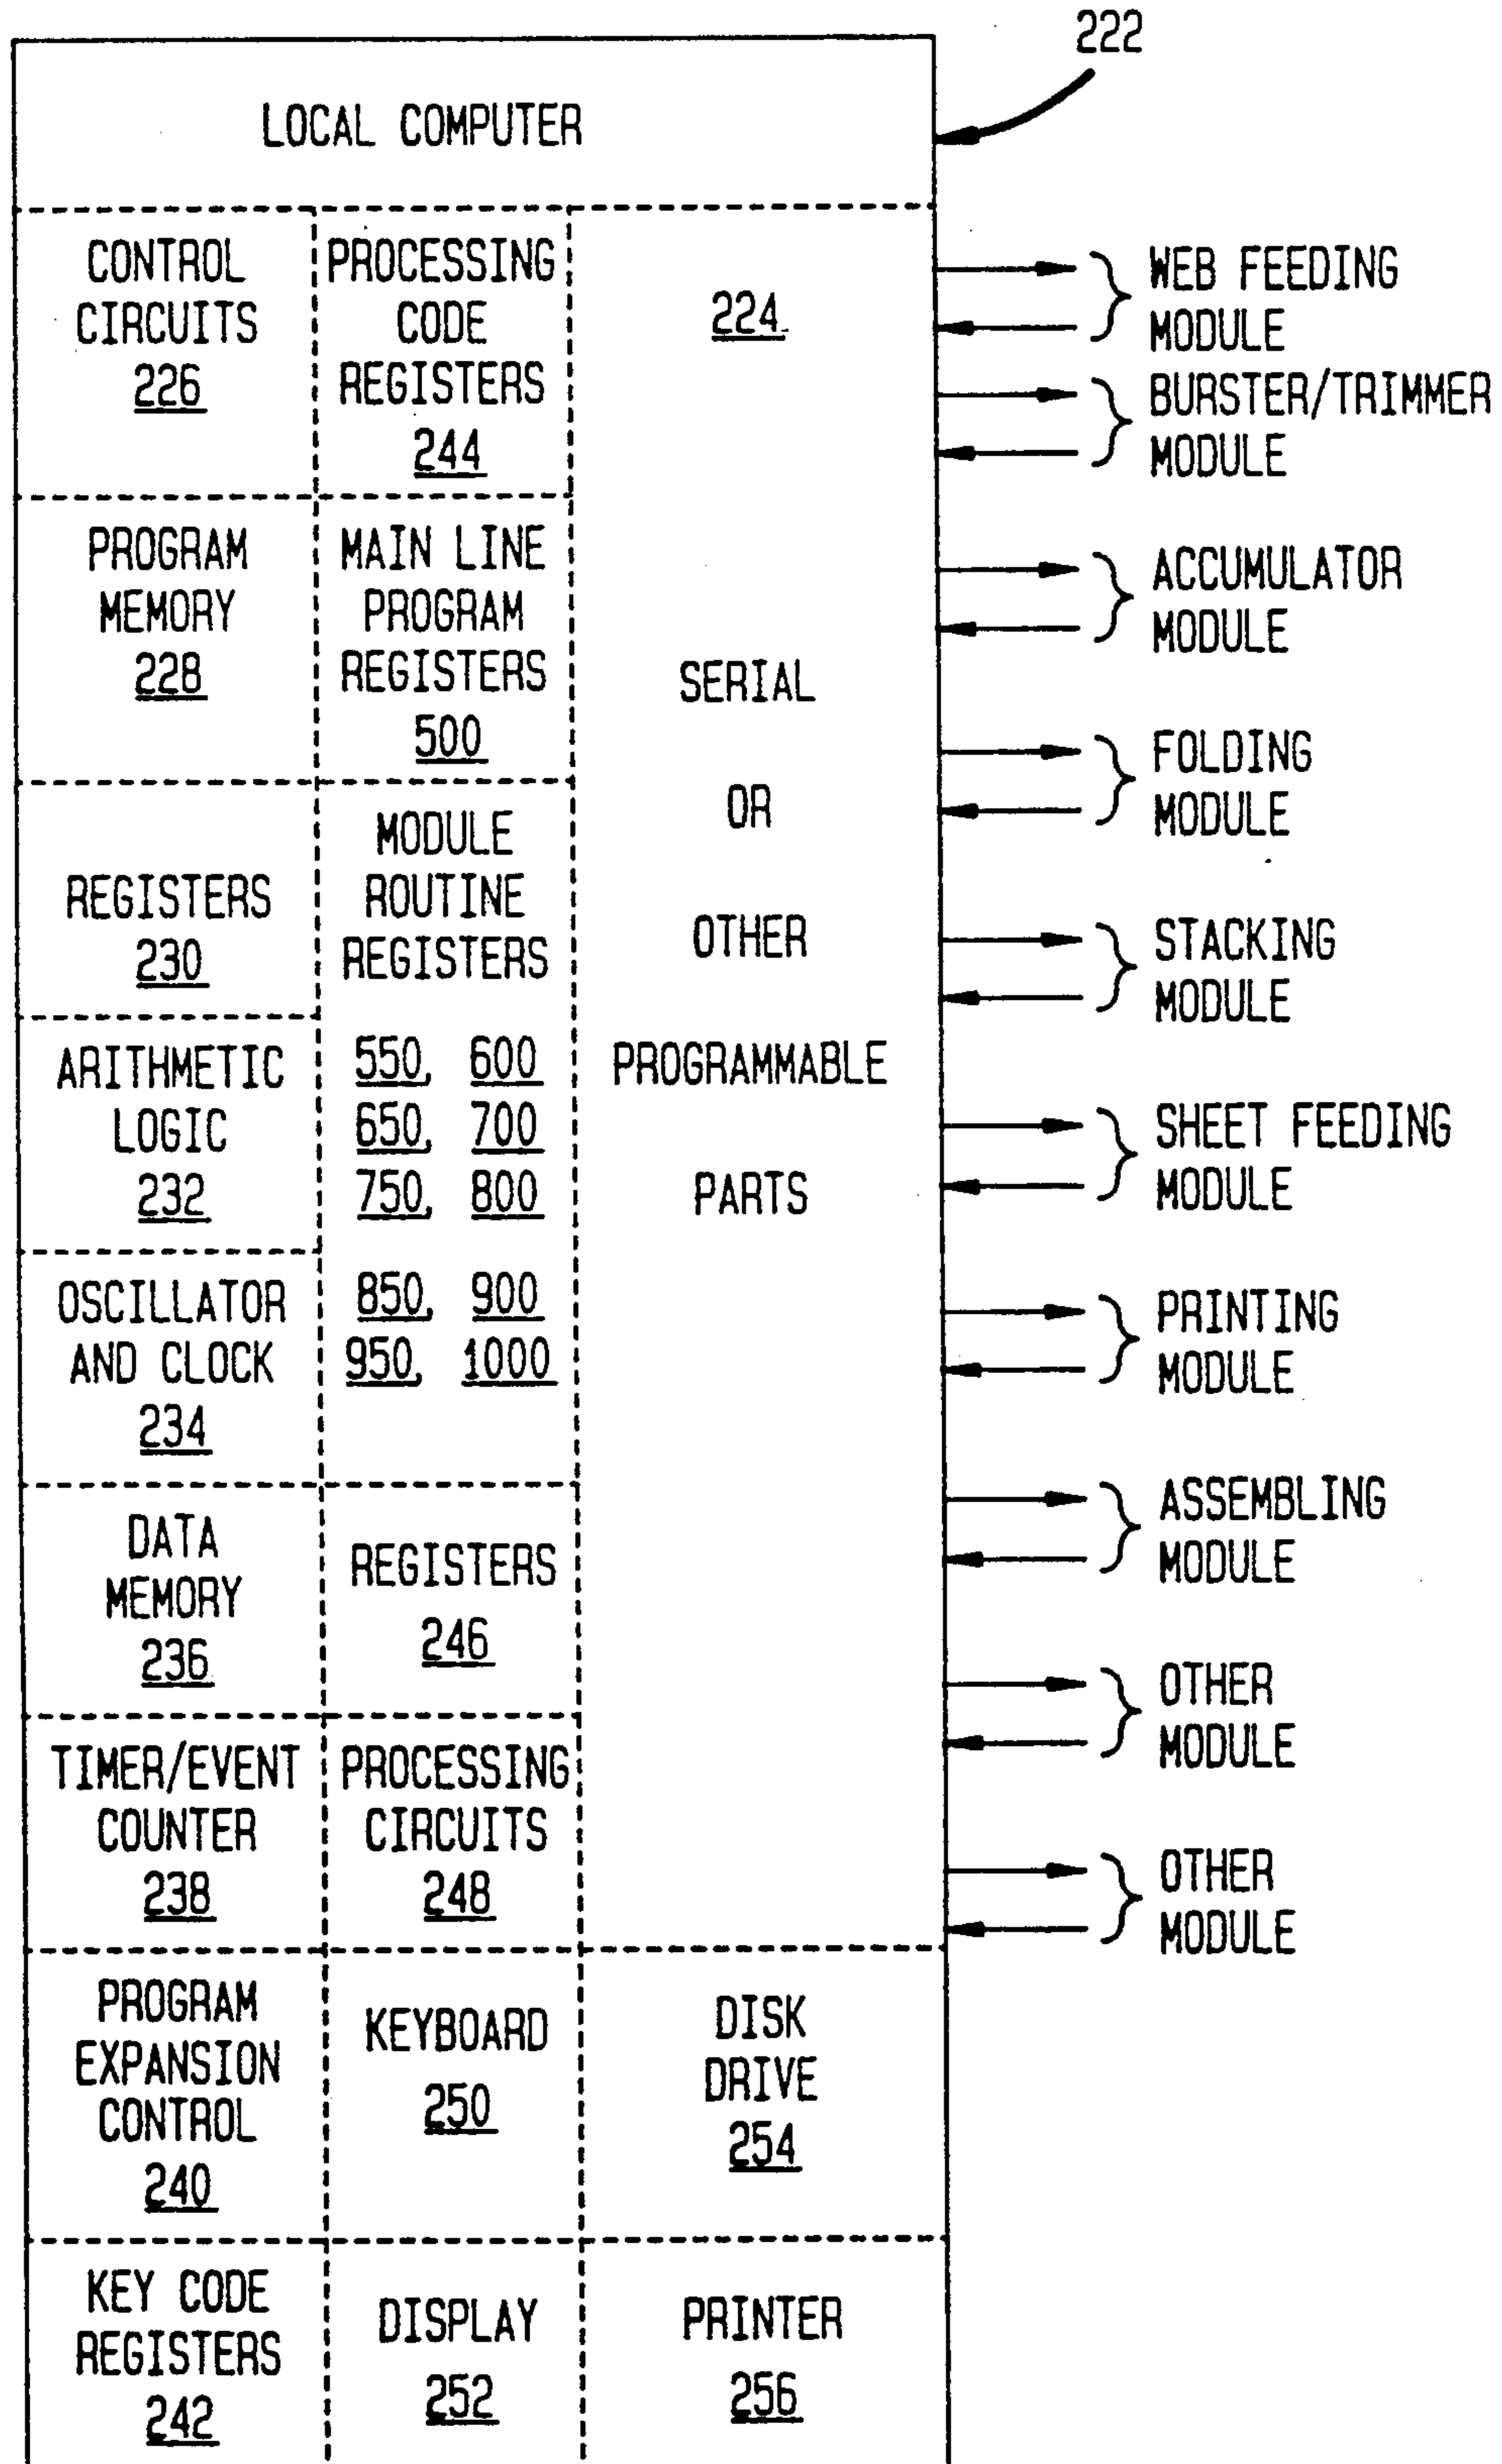 222
LOCAL COMPUTER
CONTROL
CIRCUITS
226
PROCESSING
CODE
REGISTERS
244
224
PROGRAM
MEMORY
228
MAIN LINE
PROGRAM
REGISTERS
500
SERIAL
OR
OTHER
PROGRAMMABLE
PARTS
REGISTERS
230
MODULE
ROUTINE
REGISTERS
550, 600
650, 700
750, 800
850, 900
950, 1000
ARITHMETIC
LOGIC
232
OSCILLATOR
AND CLOCK
234
DATA
MEMORY
236
REGISTERS
246
TIMER/EVENT
COUNTER
238
PROCESSING
CIRCUITS
248
PROGRAM
EXPANSION
CONTROL
240
KEYBOARD
250
DISK
DRIVE
254
KEY CODE
REGISTERS
242
DISPLAY
252
PRINTER
256
WEB FEEDING
MODULE
BURSTER/TRIMMER
MODULE
ACCUMULATOR
MODULE
FOLDING
MODULE
STACKING
MODULE
SHEET FEEDING
MODULE
PRINTING
MODULE
ASSEMBLING
MODULE
OTHER
MODULE
OTHER
MODULE